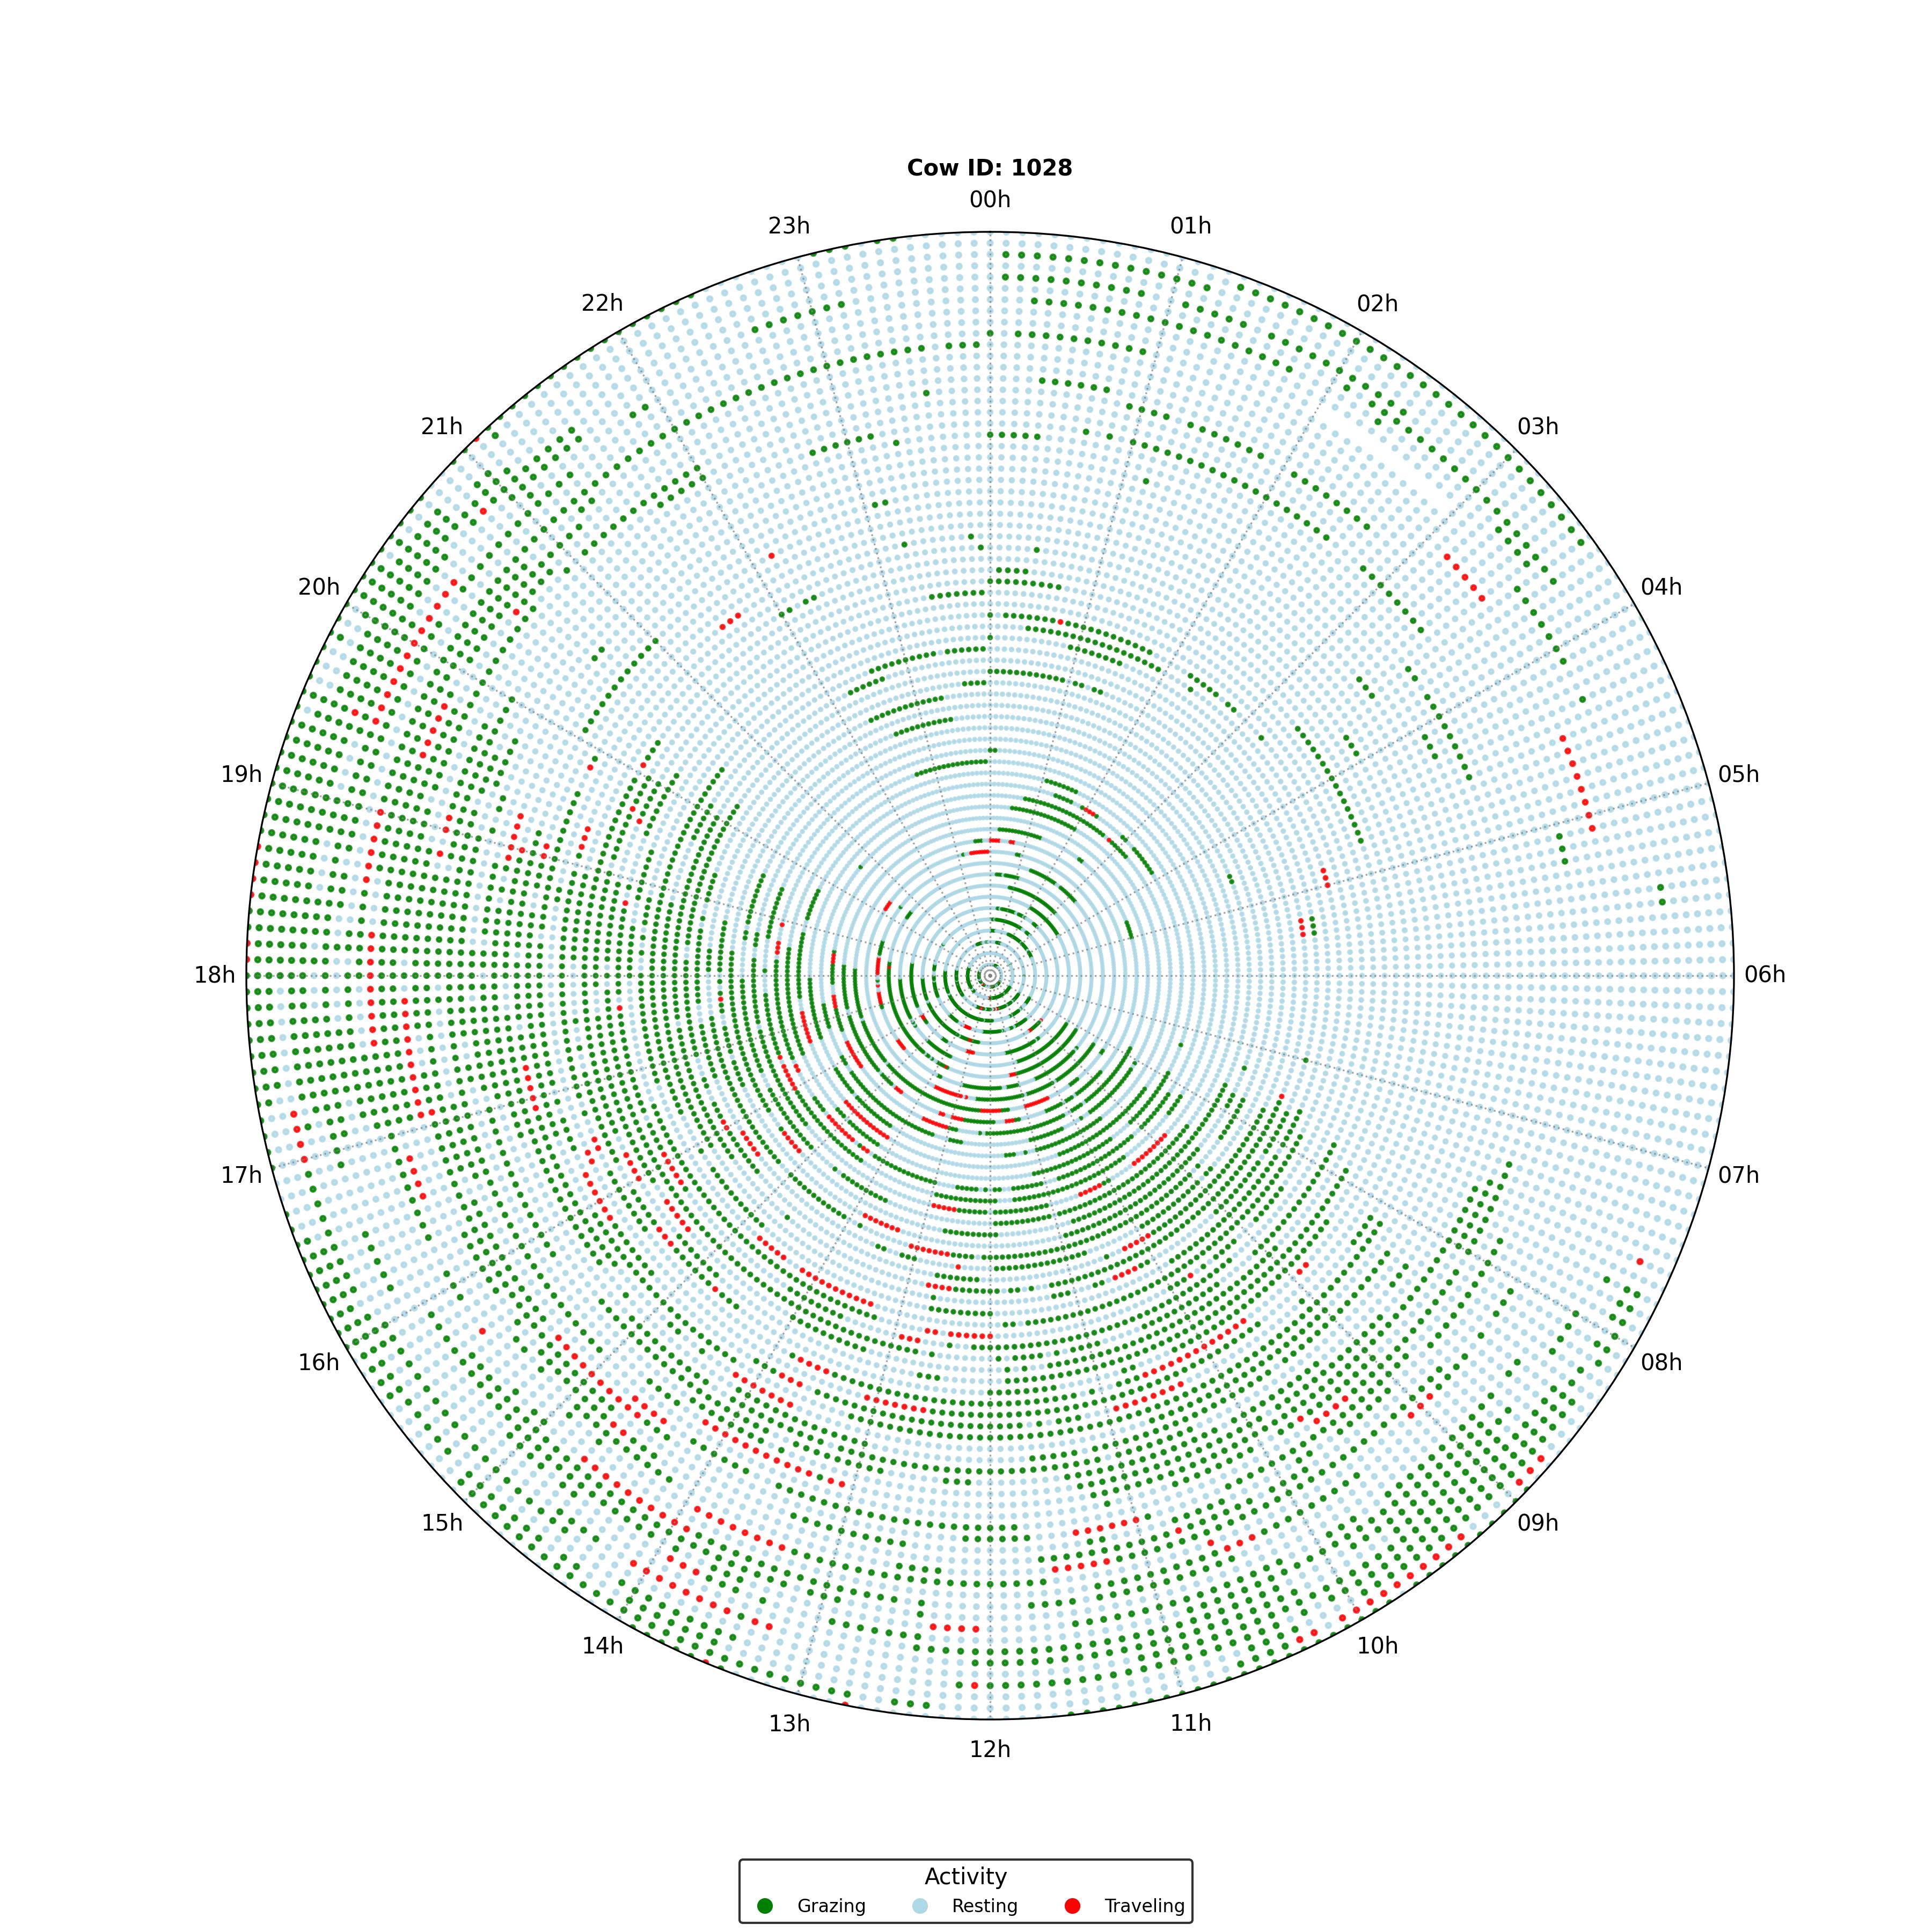 Cow ID: 1028
00h
01h
02h
03h
04h
05h
06h
07h
08h
09h
10h
11h
12h
13h
14h
15h
16h
17h
18h
19h
20h
21h
22h
23h
Activity
Grazing Resting Traveling